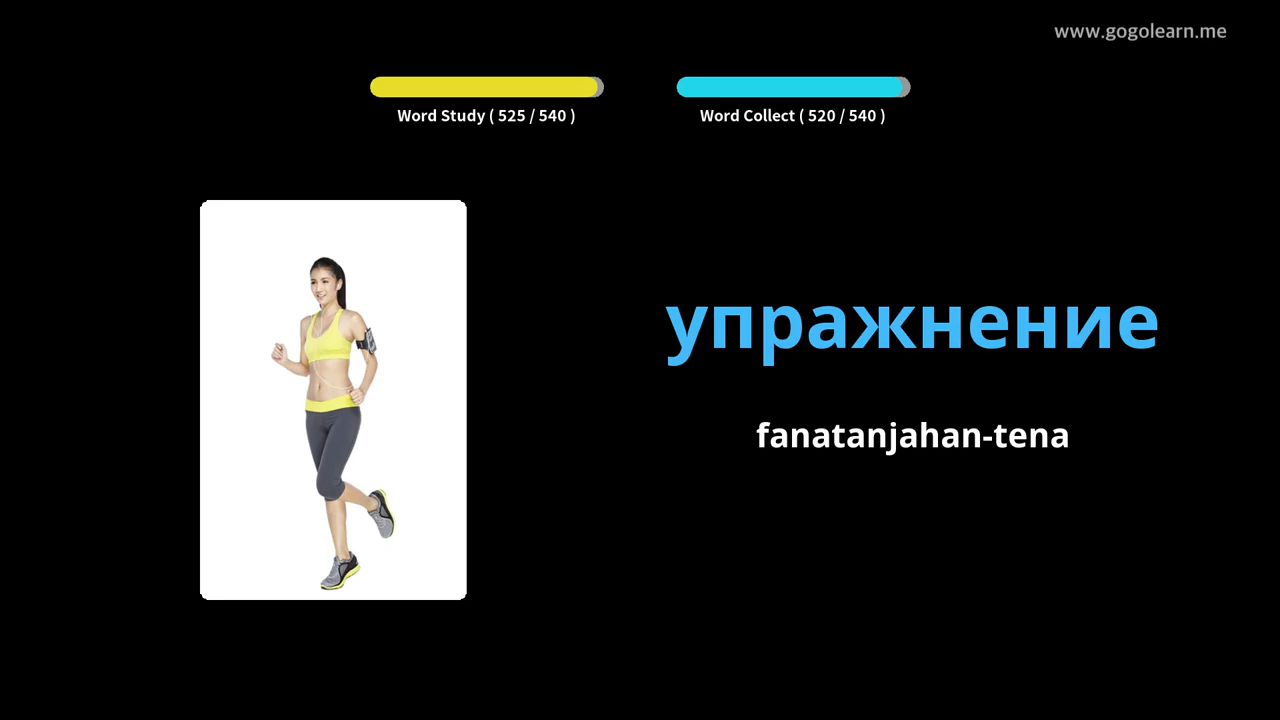 www.gogolearn.me
Word Study ( 525 / 540 )
Word Collect ( 520 / 540 )
упражнение
fanatanjahan-tena